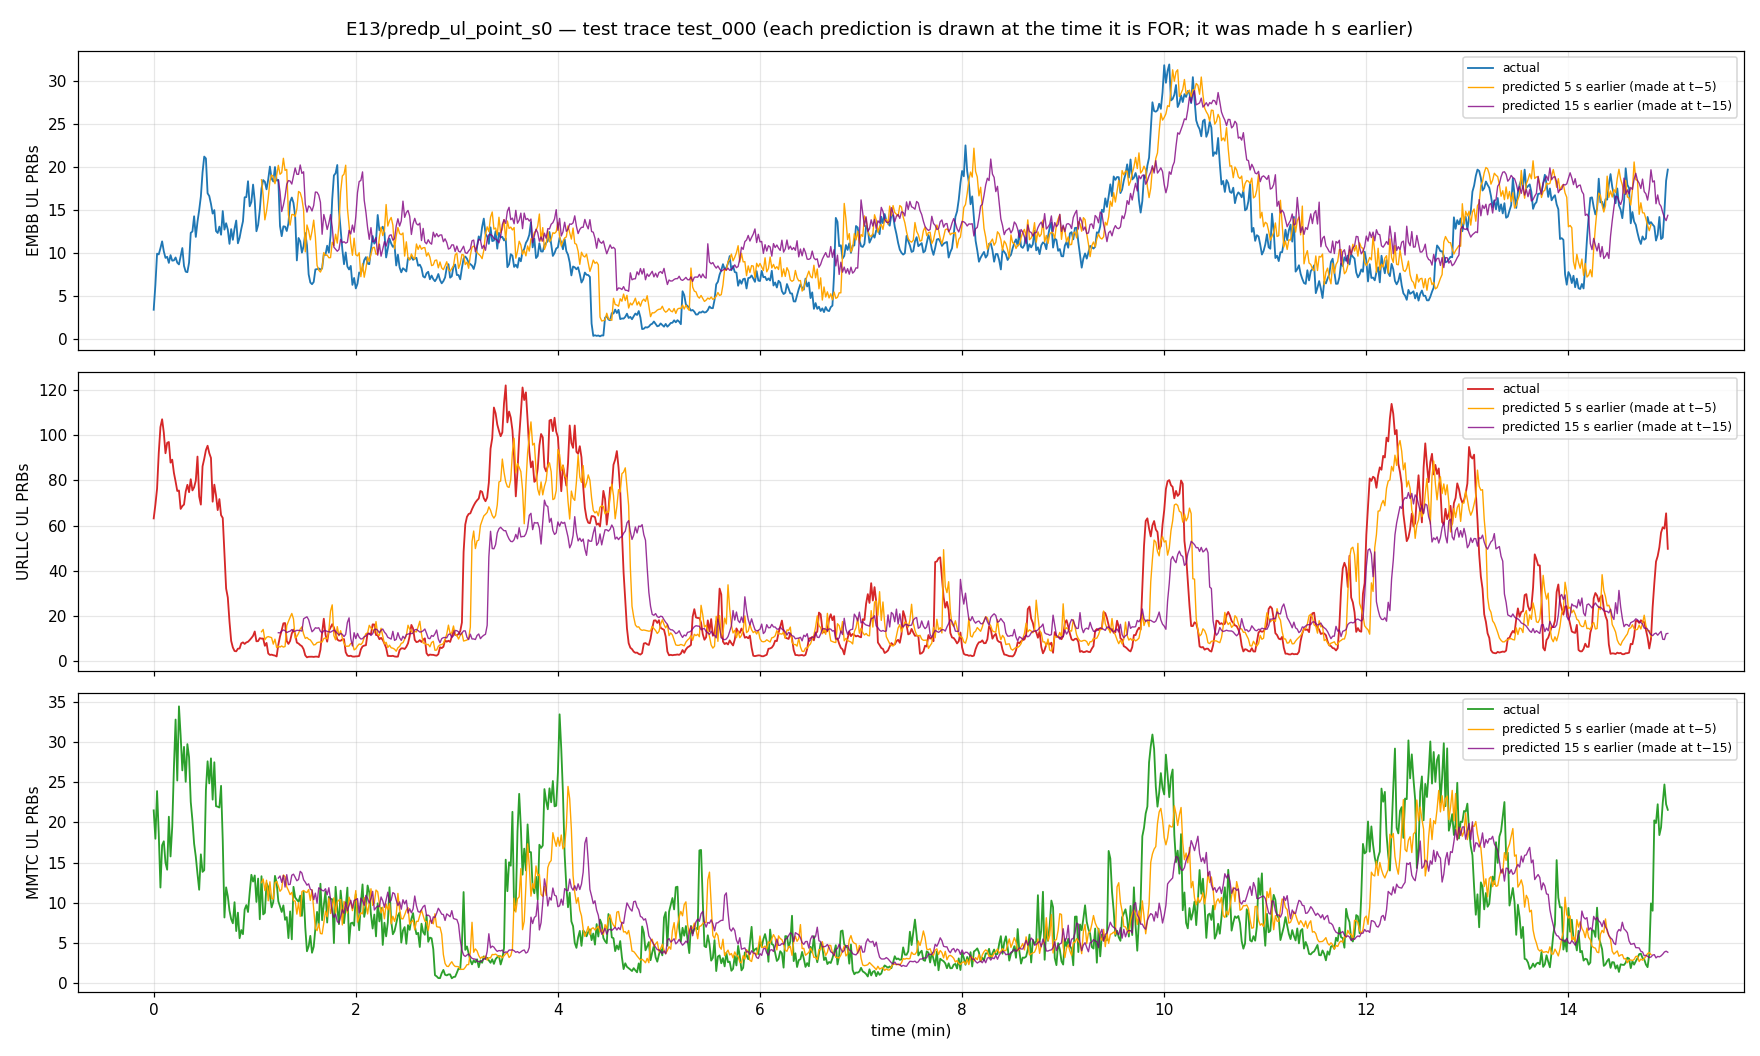 E13/predp_ul_point_s0 — test trace test_000 (each prediction is drawn at the time it is FOR; it was made h s earlier)
EMBB UL PRBs
30
25
20
15
10
5
0
actual
predicted 5 s earlier (made at t−5)
predicted 15 s earlier (made at t−15)
URLLC UL PRBs
120
100
80
60
40
20
0
actual
predicted 5 s earlier (made at t−5)
predicted 15 s earlier (made at t−15)
MMTC UL PRBs
35
30
25
20
15
10
5
0
actual
predicted 5 s earlier (made at t−5)
predicted 15 s earlier (made at t−15)
0 2 4 6 8 10 12 14
time (min)